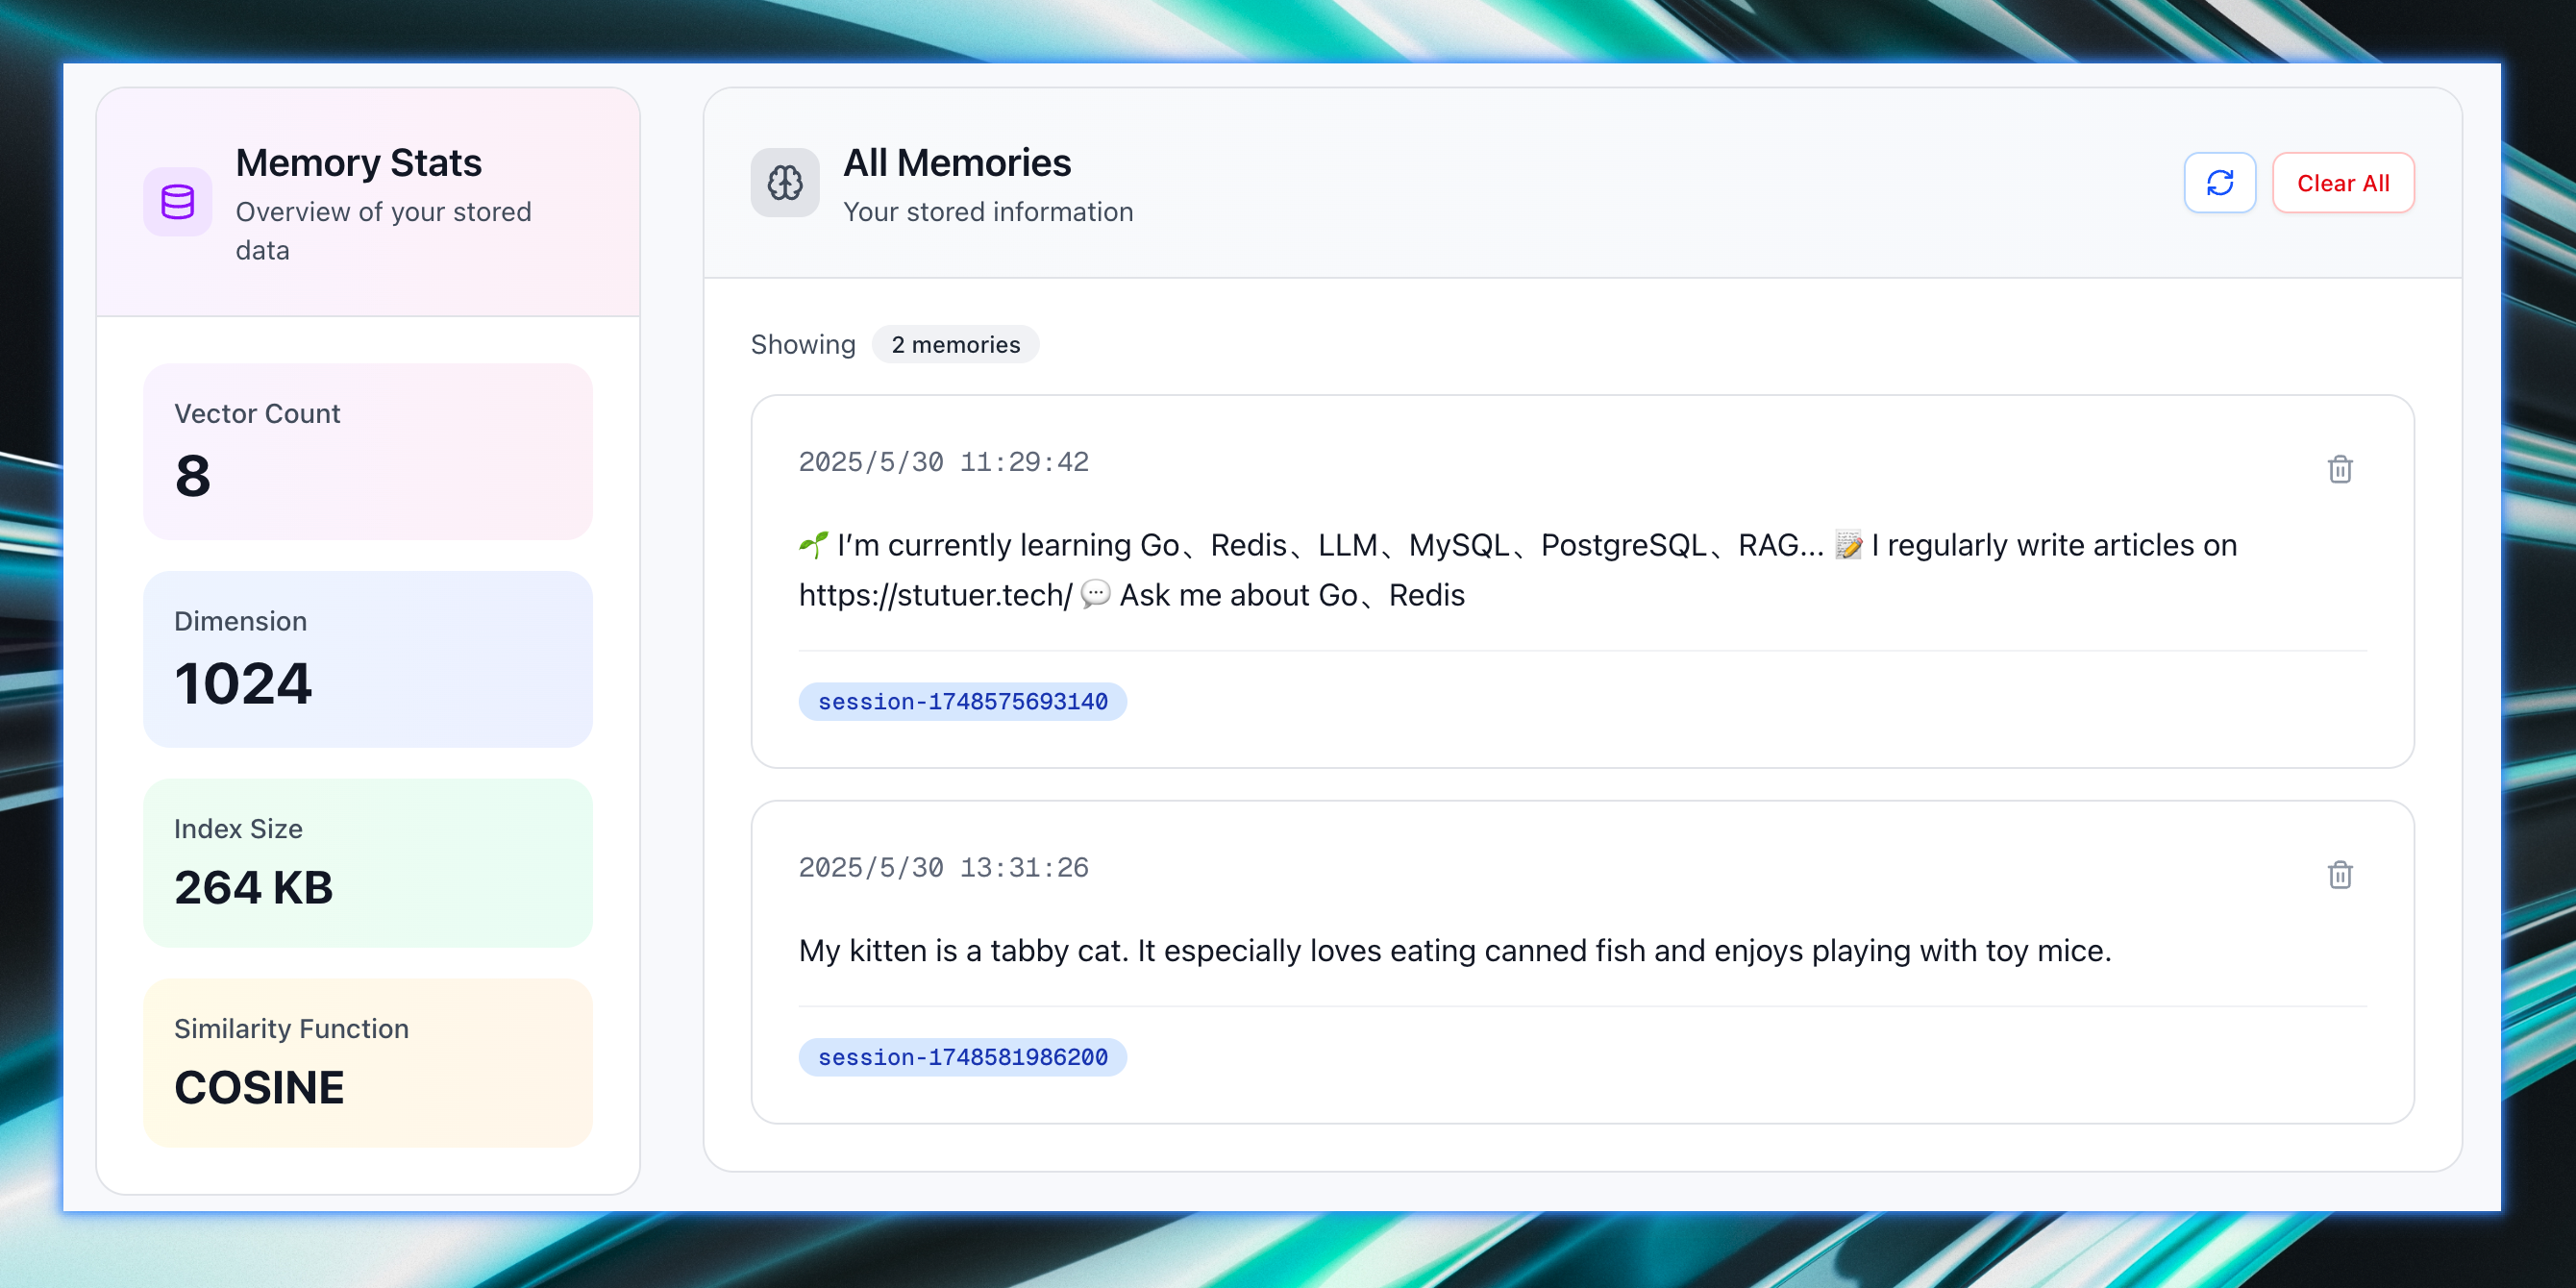 Memory Stats
Overview of your stored
data
Vector Count
8
Dimension
1024
Index Size
264 KB
Similarity Function
COSINE
All Memories
Your stored information
Clear All
Showing 2 memories
2025/5/30 11:29:42
🌱 I’m currently learning Go、Redis、LLM、MySQL、PostgreSQL、RAG... 📝 I regularly write articles on
https://stutuer.tech/ 💬 Ask me about Go、Redis
session-1748575693140
2025/5/30 13:31:26
My kitten is a tabby cat. It especially loves eating canned fish and enjoys playing with toy mice.
session-1748581986200